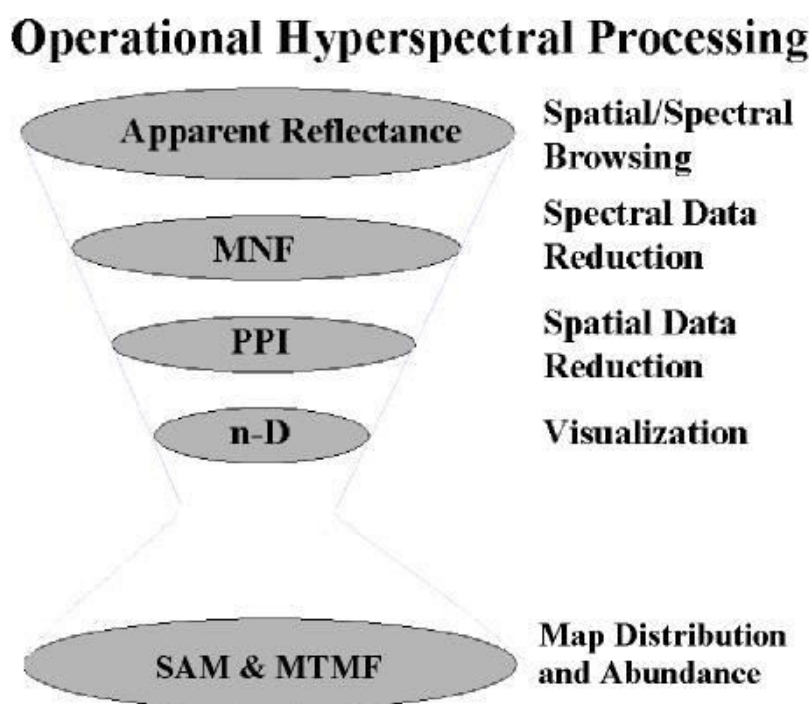 Operational Hyperspectral Processing
Apparent Reflectance
Spatial/Spectral
Browsing
MNF
Spectral Data
Reduction
PPI
Spatial Data
Reduction
n-D
Visualization
SAM & MTMF
Map Distribution
and Abundance